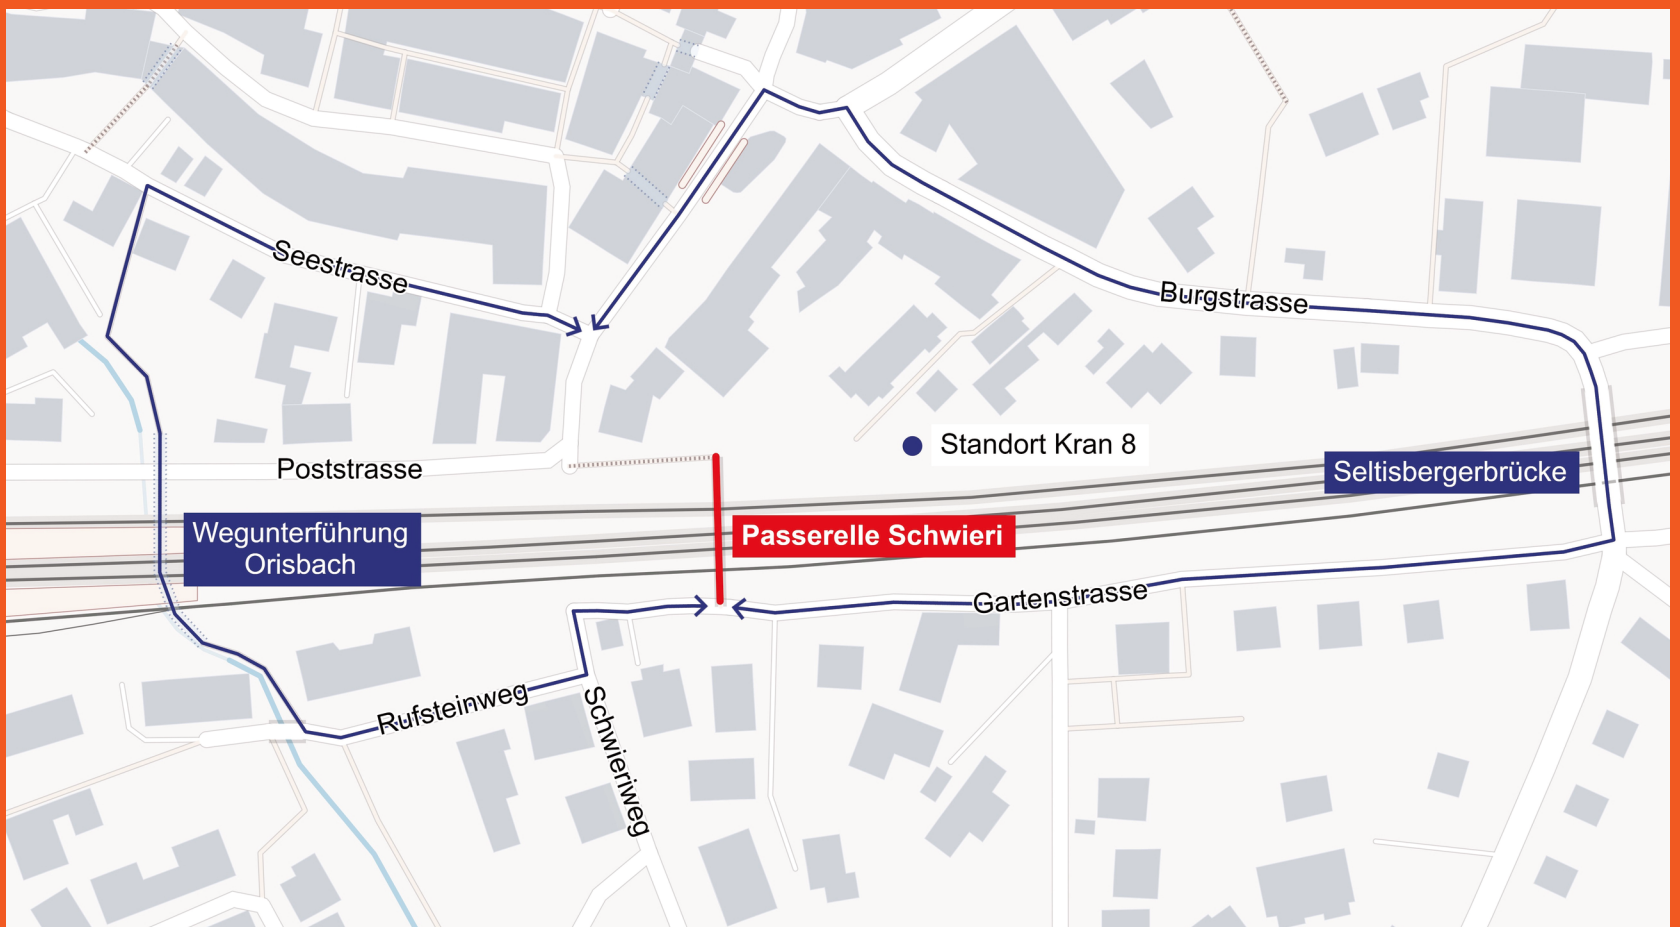 Seestrasse
Burgstrasse
Standort Kran 8
Poststrasse
Seltisbergerbrücke
Wegunterführung
Orisbach
Passerelle Schwieri
Gartenstrasse
Rufsteinweg
Schwieriweg